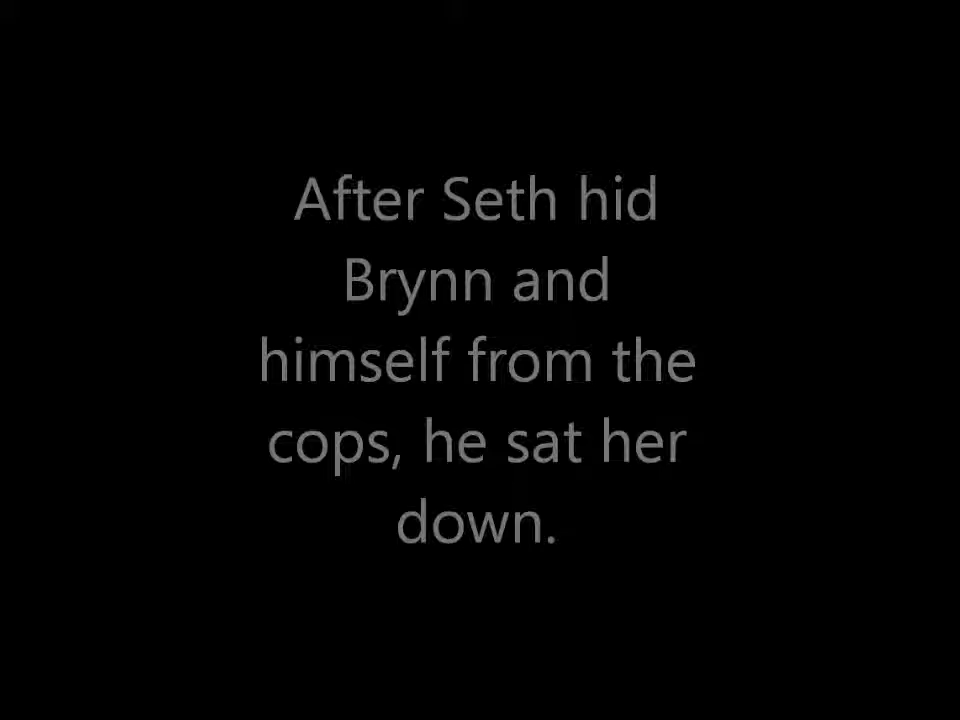 After Seth hid
Brynn and
himself from the
cops, he sat her
down.